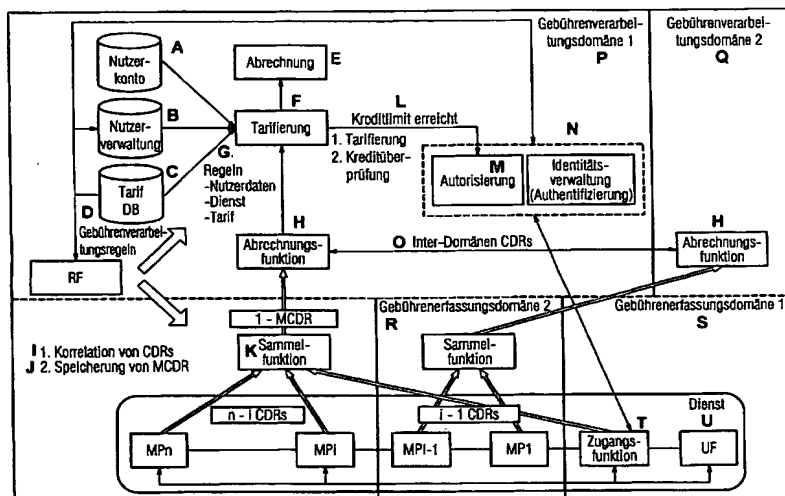 Gebührenverarbei-
tungsdomäne 1
P
Gebührenverarbei-
tungsdomäne 2
Q
A
Nutzer-
konto
Abrechnung
E
B
Nutzer-
verwaltung
F
Tarifierung
L
Kroditlimit erreicht
1. Tarifierung
2. Kreditüber-
prüfung
N
C
Tarif
DB
G.
Regeln
-Nutzerdaten
-Dienst
-Tarif
M
Autorisierung
Identitäts-
verwaltung
(Authentifizierung)
D
Gebührenverar-
beitungsregeln
RF
H
Abrechnungs-
funktion
O Inter-Domänen CDRs
H
Abrechnungs-
funktion
1 - MCDR
Gebührenerfassungsdomäne 2
R
Gebührenerfassungsdomäne 1
S
I 1. Korrelation von CDRs
J 2. Speicherung von MCDR
K Sammel-
funktion
Sammel-
funktion
n - i CDRs
i - 1 CDRs
T
Dienst
U
MPn
MPI
MPI-1
MP1
Zugangs-
funktion
UF